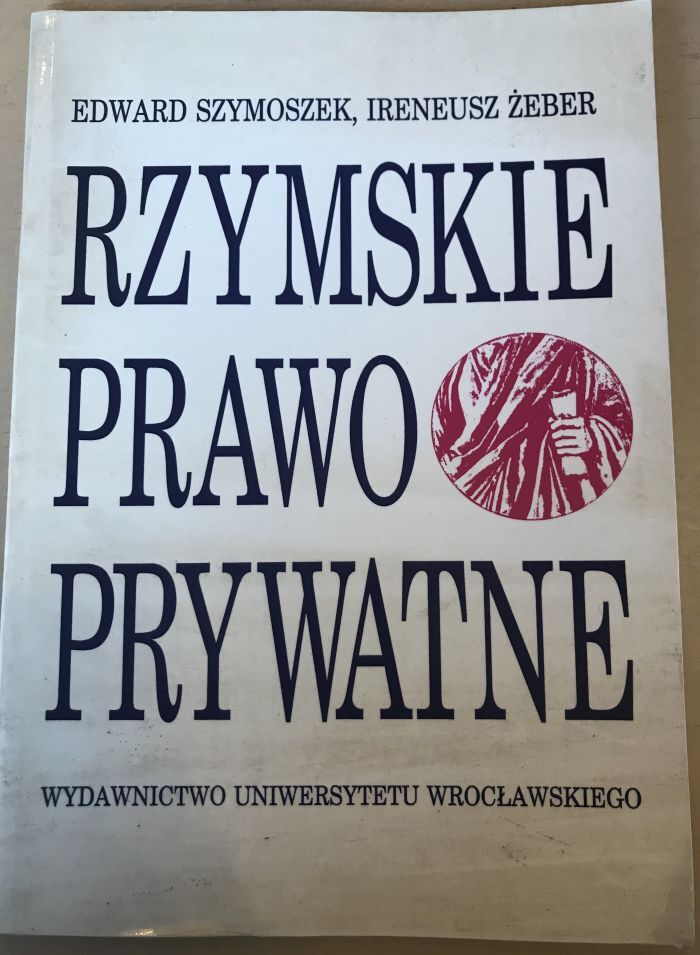 EDWARD SZYMOSZEK, IRENEUSZ ŻEBER
RZYMSKIE
PRAWO
PRYWATNE
WYDAWNICTWO UNIWERSYTETU WROCŁAWSKIEGO